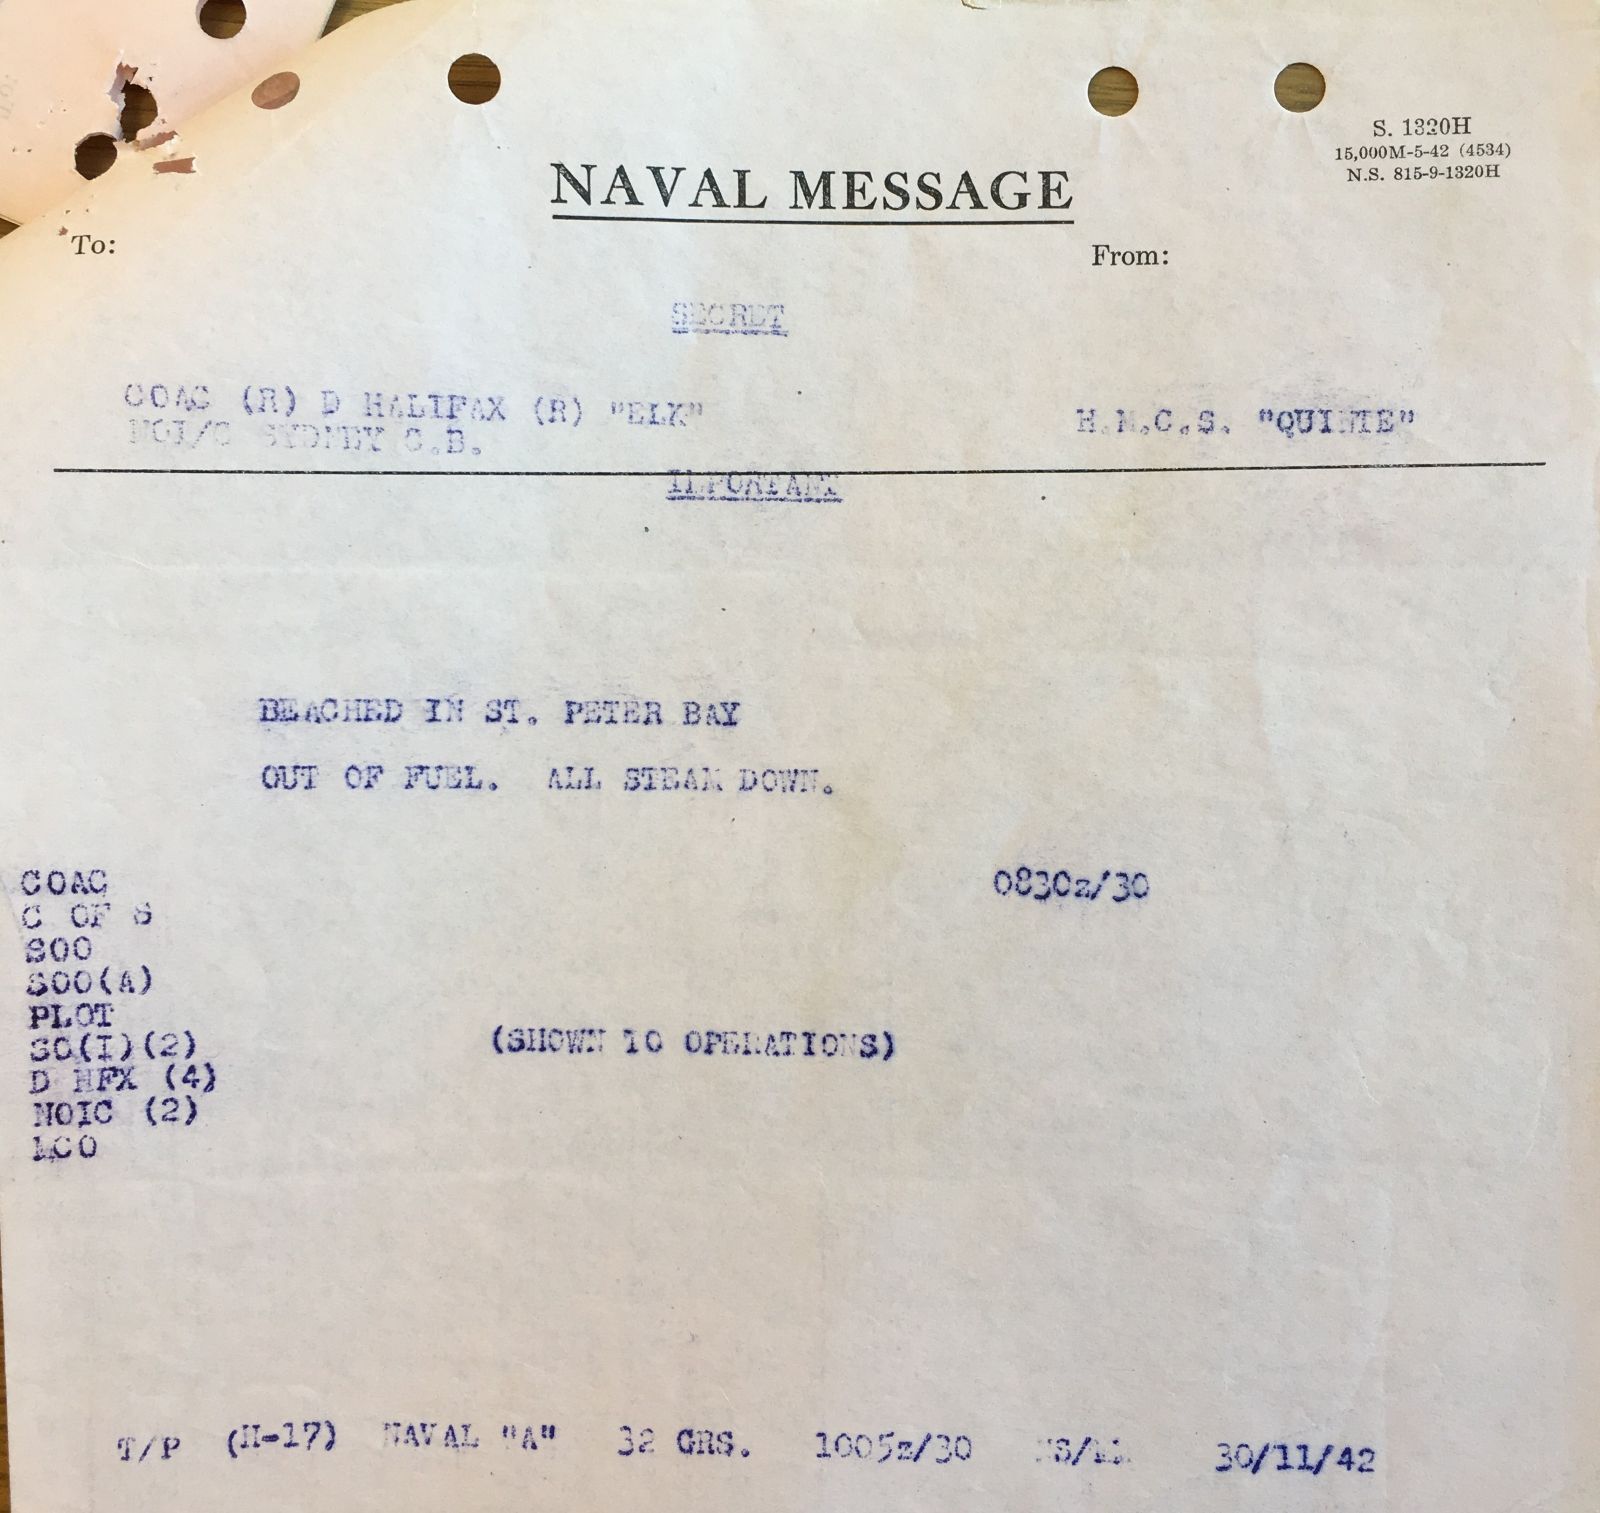 S. 1320H
15,000M-5-42 (4534)
N.S. 815-9-1320H
NAVAL MESSAGE
To:
From:
SECRET
COAC (R) D HALIFAX (R) "ELK"
H.M.C.S. "QUINTE"
SYDNEY C.B.
IMPORTANT
BEACHED IN ST. PETER BAY
OUT OF FUEL. ALL STEAM DOWN.
0830z/30
COAC
C OF S
SOO
SOO(A)
PLOT
SO(I)(2)
D HFX (4)
NOIC (2)
(SHOWN TO OPERATIONS)
T/P (H-17) NAVAL "A" 32 GRS. 1005z/30 30/11/42